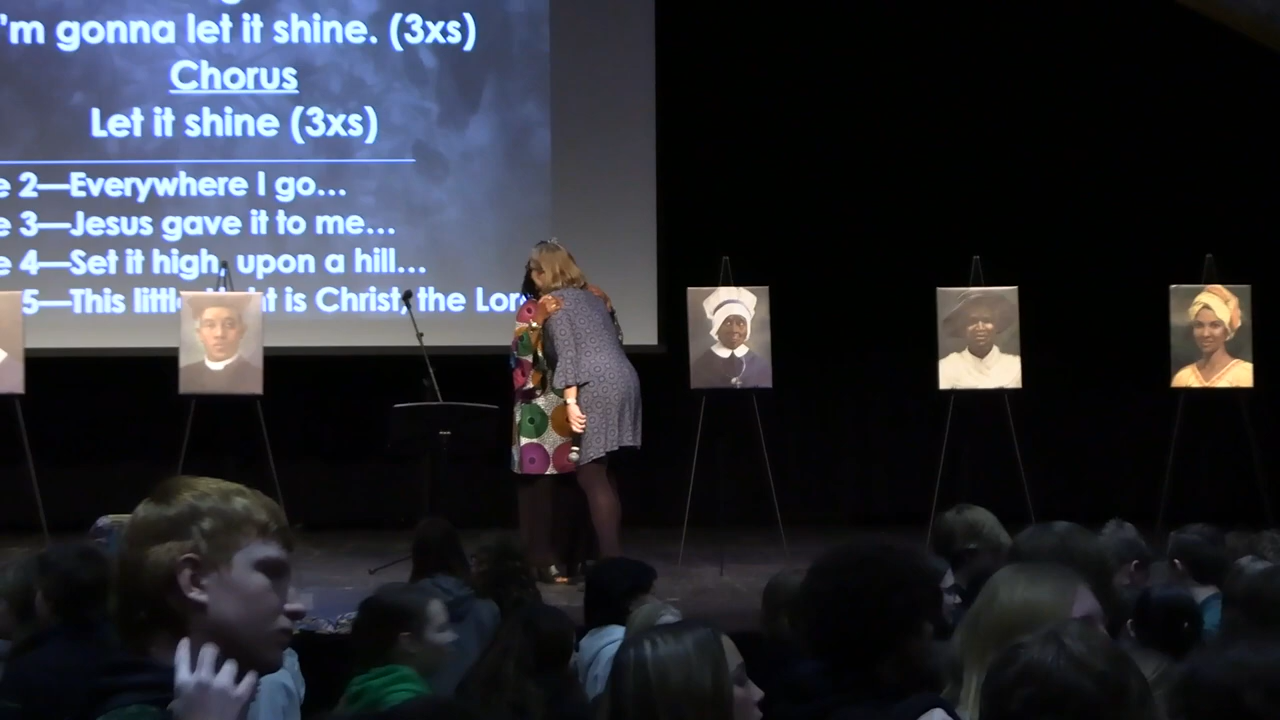 'm gonna let it shine. (3xs)
Chorus
Let it shine (3xs)
e 2—Everywhere I go...
e 3—Jesus gave it to me...
e 4—Set it high, upon a hill...
5—This little is Christ, the Lor